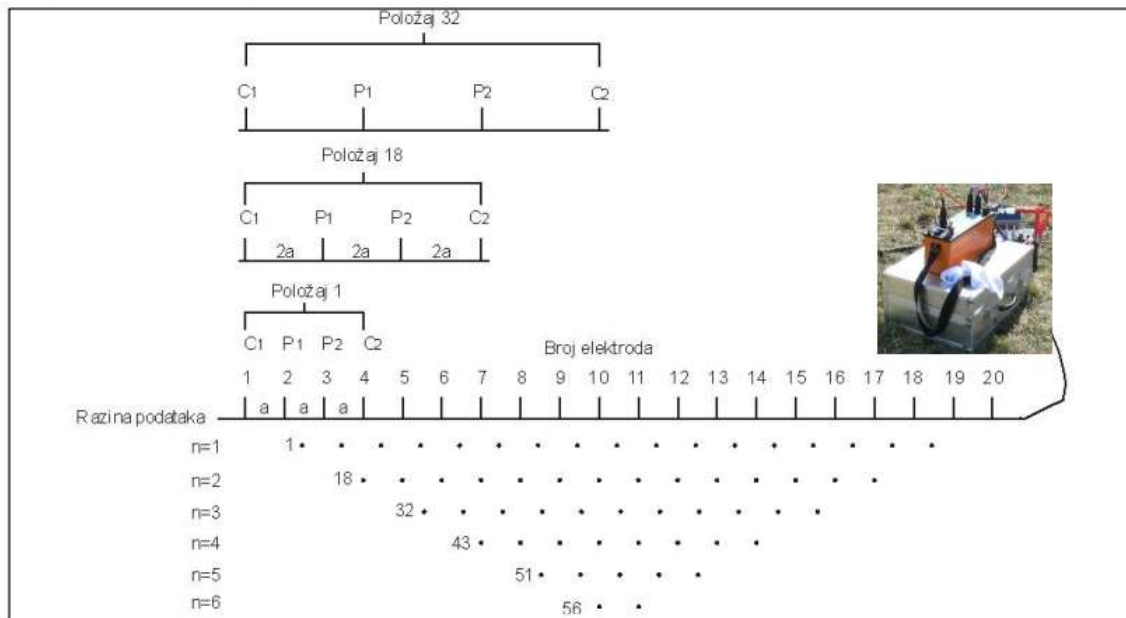 Položaj 32
C1 P1 P2 C2
Položaj 18
C1 P1 P2 C2
2a 2a 2a
Položaj 1
C1 P1 P2 C2
Broj elektroda
1 2 3 4 5 6 7 8 9 10 11 12 13 14 15 16 17 18 19 20
a a a
Razina podataka
n=1 1
n=2 18
n=3 32
n=4 43
n=5 51
n=6 56